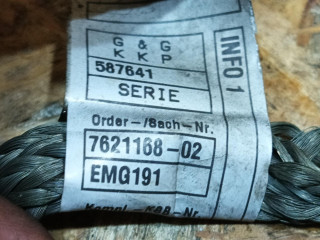 G & G
K K P
587641
SERIE
Order-/Sach-Nr.
7621168-02
EMG191
INFO 1